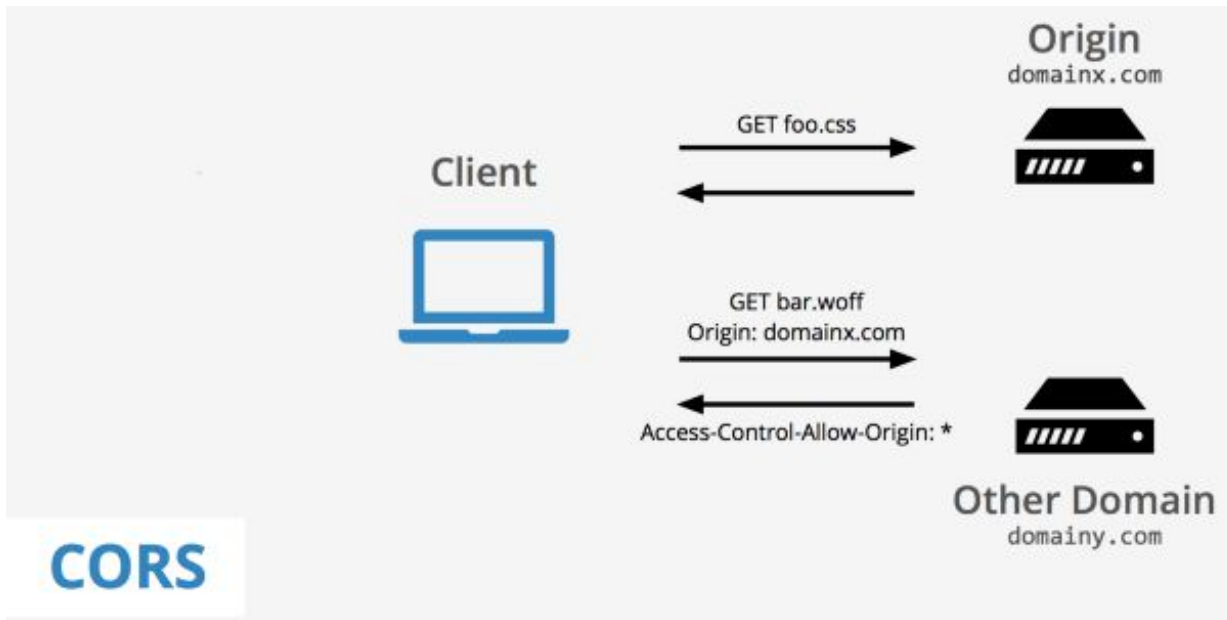 Origin
domainx.com
GET foo.css
Client
GET bar.woff
Origin: domainx.com
Access-Control-Allow-Origin: *
Other Domain
domainy.com
CORS